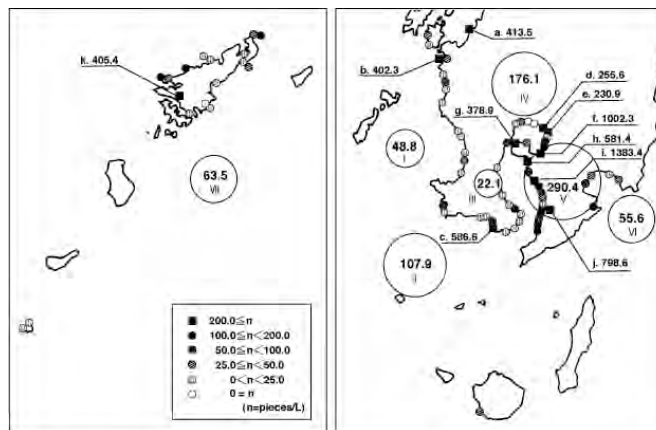 k. 405.4
63.5
VII
200.0≦n
100.0≦n<200.0
50.0≦n<100.0
25.0≦n<50.0
0<n<25.0
0=n
(n=pieces/L)
a. 413.5
b. 402.3
176.1
IV
d. 255.6
e. 230.9
g. 378.9
f. 1002.3
h. 581.4
i. 1383.4
48.8
I
22.1
III
290.4
V
55.6
VI
c. 586.6
j. 798.6
107.9
II